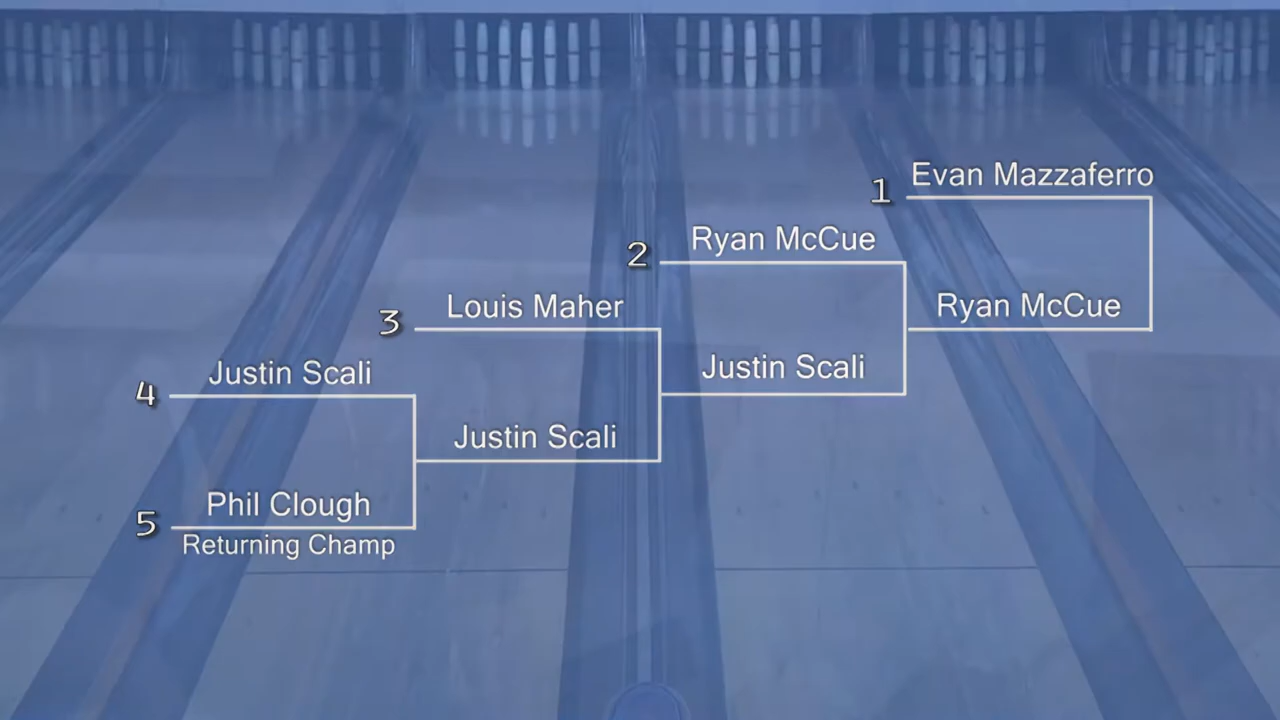 1 Evan Mazzaferro
2 Ryan McCue
Ryan McCue
3 Louis Maher
Justin Scali
4 Justin Scali
Justin Scali
5 Phil Clough
Returning Champ